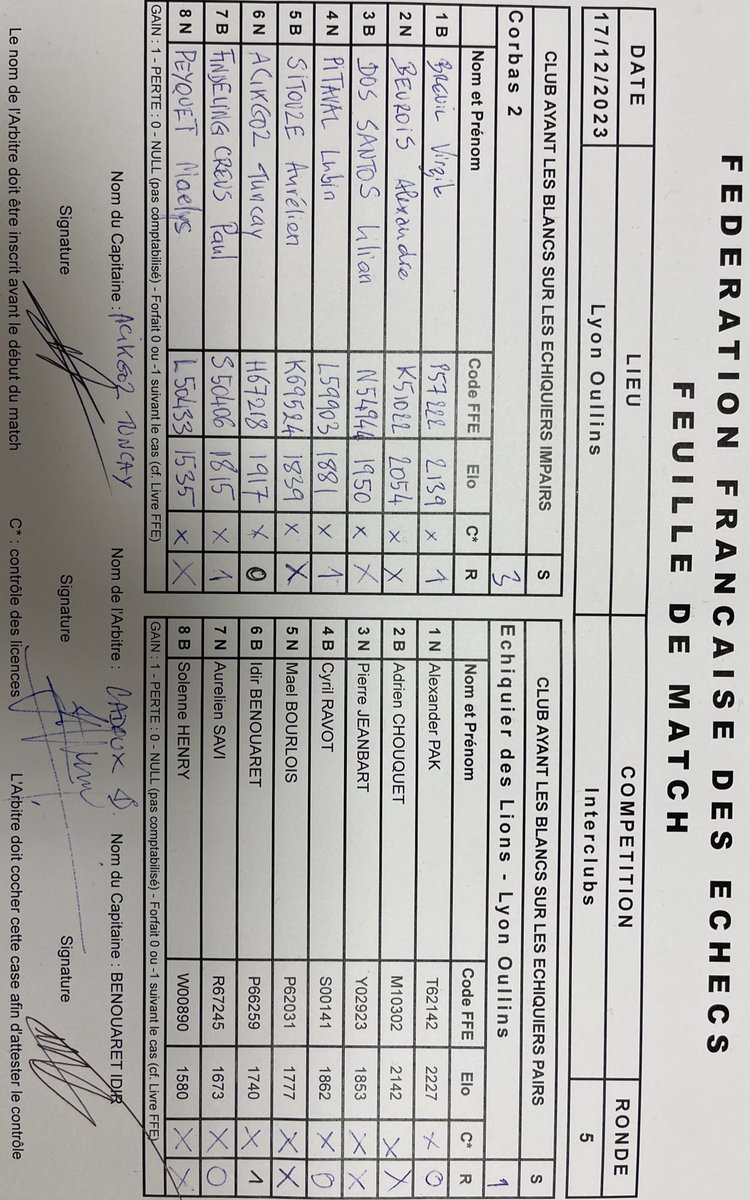 FEDERATION FRANCAISE DES ECHECS
FEUILLE DE MATCH
DATE LIEU COMPETITION RONDE
17/12/2023 Lyon Oullins Interclubs 5
CLUB AYANT LES BLANCS SUR LES ECHIQUIERS IMPAIRS S CLUB AYANT LES BLANCS SUR LES ECHIQUIERS PAIRS S
Corbas 2 3 Echiquier des Lions - Lyon Oullins 1
Nom et Prénom Code FFE Elo C* R Nom et Prénom Code FFE Elo C* R
1 B BREUIL Virgile P57222 2139 X 1 1 N Alexander PAK T62142 2227 X 0
2 N BEUROIS Alexandre K51022 2054 X X 2 B Adrien CHOUQUET M10302 2142 X X
3 B DOS SANTOS Lilian N54944 1950 X X 3 N Pierre JEANBART Y02923 1853 X X
4 N PITAVAL Lubin L59903 1881 X 1 4 B Cyril RAVOT S00141 1862 X 0
5 B SITOUZE Aurélien K69524 1839 X X 5 N Mael BOURLOIS P62031 1777 X X
6 N ACIKGOZ Tuncay H67218 1917 X 0 6 B Idir BENOUARET P66259 1740 X 1
7 B FINDELING CREUS Paul S50406 1815 X 1 7 N Aurelien SAVI R67245 1673 X 0
8 N PEYQUET Maelys L50433 1535 X X 8 B Solenne HENRY W00890 1580 X X
GAIN : 1 - PERTE : 0 - NULL (pas comptabilisé) - Forfait 0 ou -1 suivant le cas (cf. Livre FFE) GAIN : 1 - PERTE : 0 - NULL (pas comptabilisé) - Forfait 0 ou -1 suivant le cas (cf. Livre FFE)
Nom du Capitaine : ACIKGOZ TUNCAY Nom de l'Arbitre : CADOUX D. Nom du Capitaine : BENOUARET IDIR
Signature Signature Signature
Le nom de l'Arbitre doit être inscrit avant le début du match C* : contrôle des licences L'Arbitre doit cocher cette case afin d'attester le contrôle